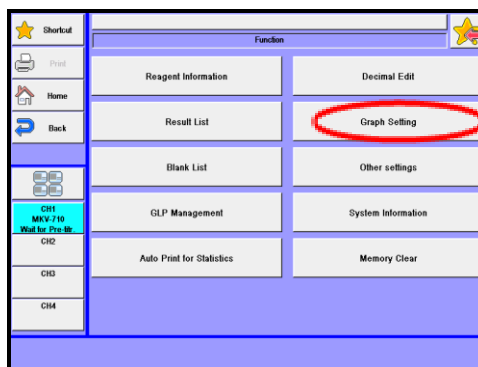 Shortcut
Function
Print
Reagent Information
Decimal Edit
Home
Back
Result List
Graph Setting
Blank List
Other settings
CH1
MKV-710
Wait for Pre-titr.
GLP Management
System Information
CH2
Auto Print for Statistics
Memory Clear
CH3
CH4